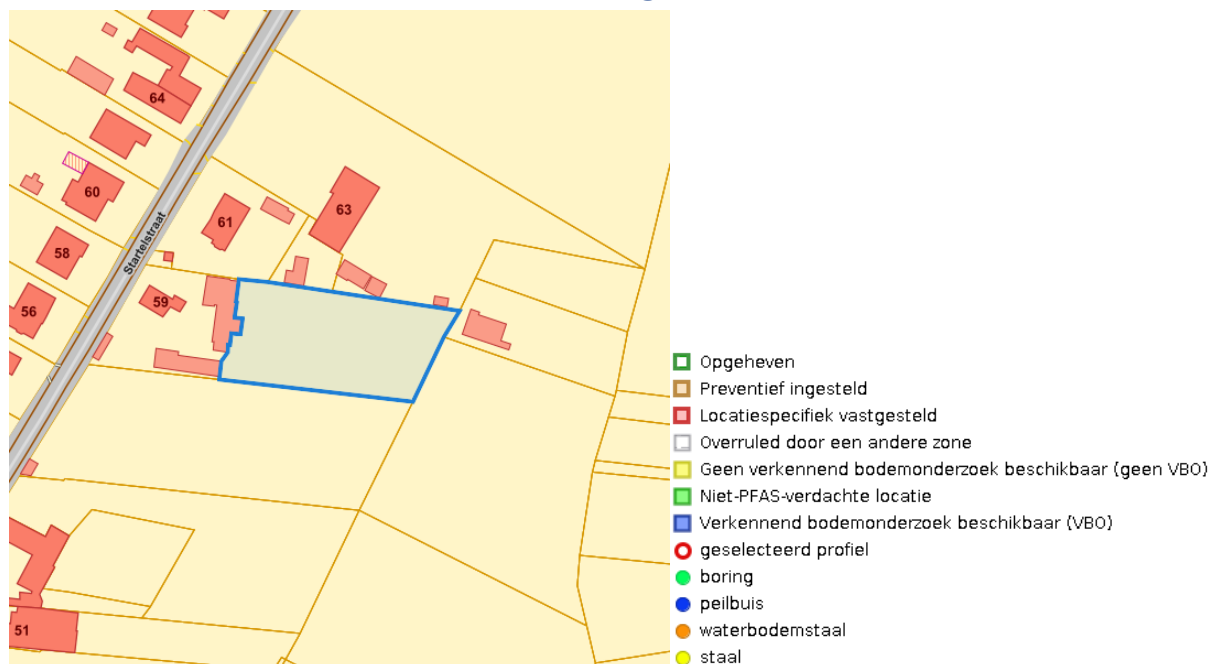 64
60
63
61
58
Startelstraat
59
56
51
Opgeheven
Preventief ingesteld
Locatiespecifiek vastgesteld
Overruled door een andere zone
Geen verkennend bodemonderzoek beschikbaar (geen VBO)
Niet-PFAS-verdachte locatie
Verkennend bodemonderzoek beschikbaar (VBO)
geselecteerd profiel
boring
peilbuis
waterbodemstaal
staal